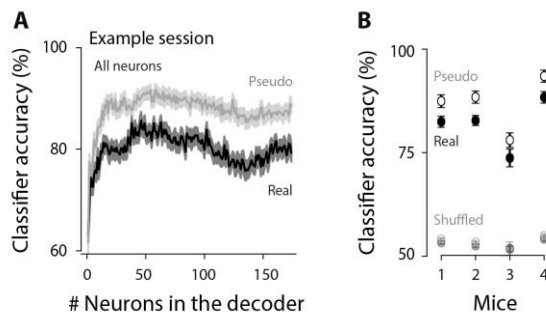 A
Example session
All neurons
Pseudo
Real
Classifier accuracy (%)
100
80
60
0
50
100
150
# Neurons in the decoder
B
Classifier accuracy (%)
100
75
50
Pseudo
Real
Shuffled
1
2
3
4
Mice